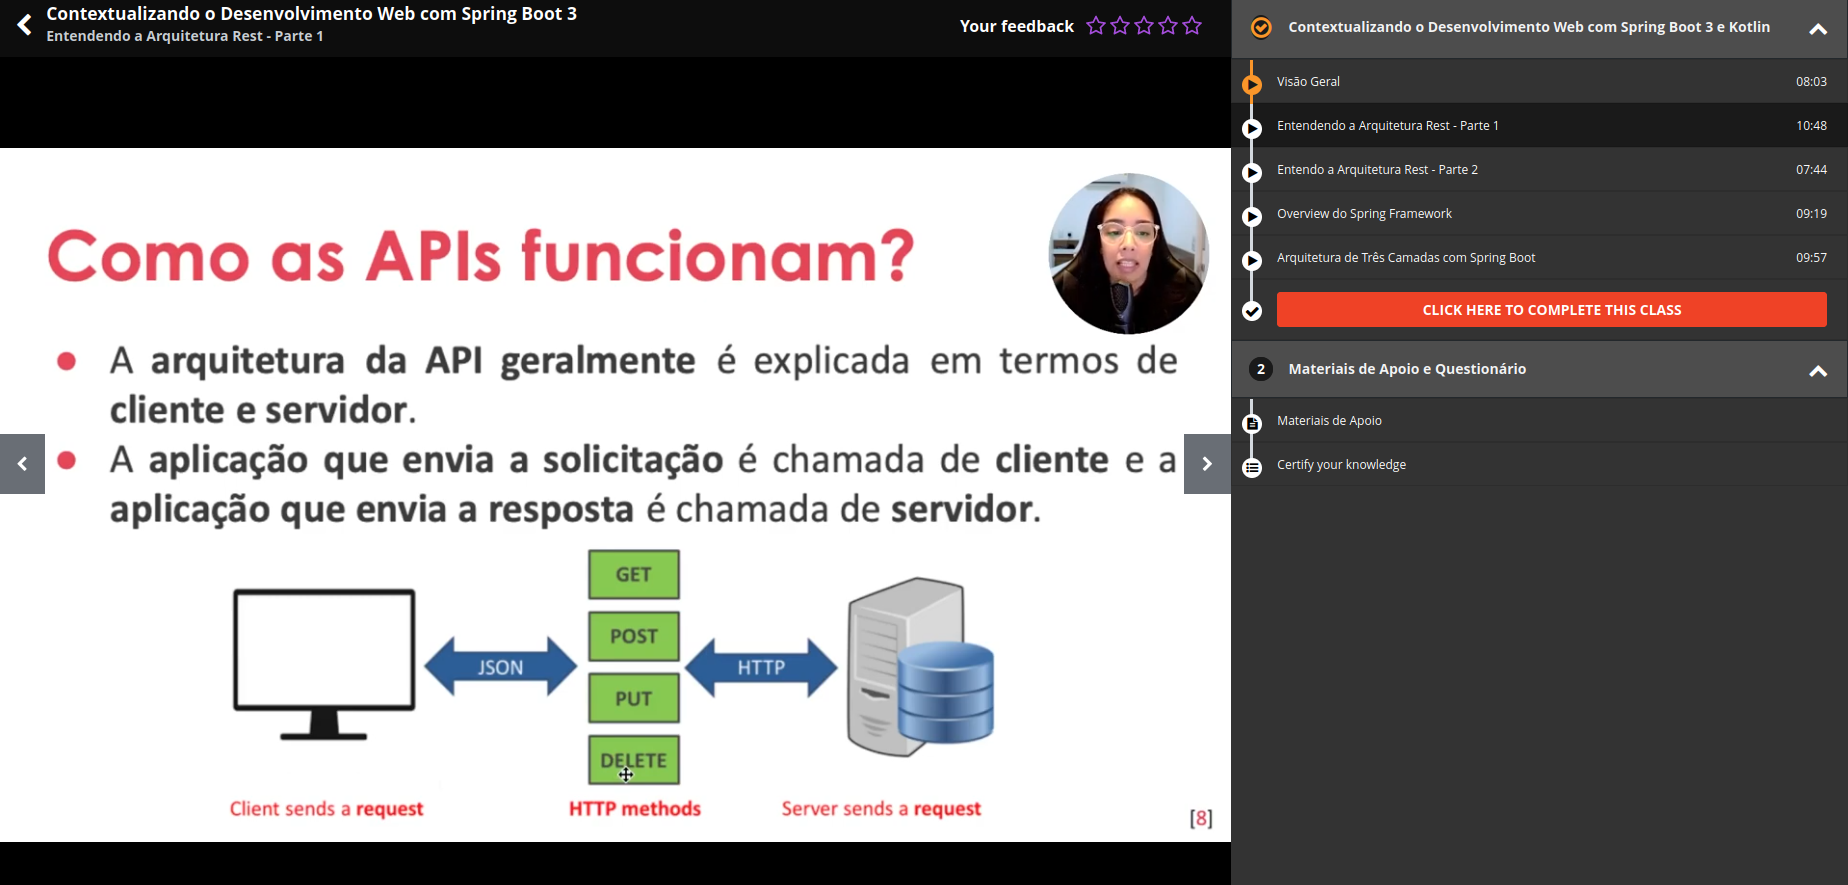 Contextualizando o Desenvolvimento Web com Spring Boot 3
Entendendo a Arquitetura Rest - Parte 1
Your feedback
Como as APIs funcionam?
A arquitetura da API geralmente é explicada em termos de
cliente e servidor.
A aplicação que envia a solicitação é chamada de cliente e a
aplicação que envia a resposta é chamada de servidor.
GET
POST
JSON
HTTP
PUT
DELETE
Client sends a request
HTTP methods
Server sends a request
[8]
Contextualizando o Desenvolvimento Web com Spring Boot 3 e Kotlin
Visão Geral 08:03
Entendendo a Arquitetura Rest - Parte 1 10:48
Entendo a Arquitetura Rest - Parte 2 07:44
Overview do Spring Framework 09:19
Arquitetura de Três Camadas com Spring Boot 09:57
CLICK HERE TO COMPLETE THIS CLASS
2 Materiais de Apoio e Questionário
Materiais de Apoio
Certify your knowledge